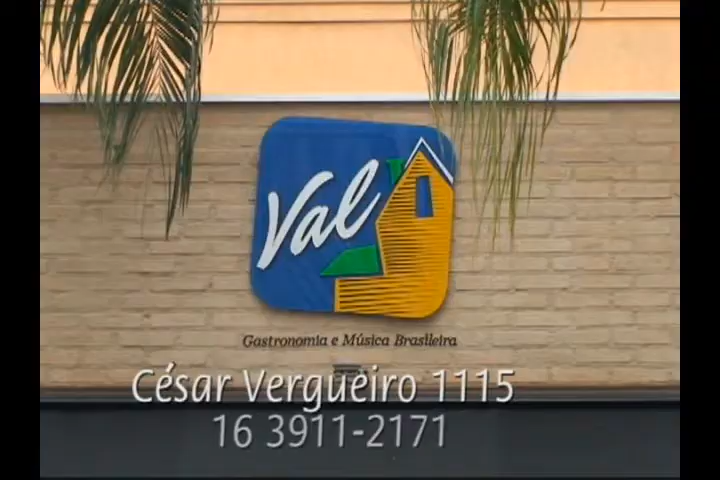 Val
Gastronomia e Música Brasileira
César Vergueiro 1115
16 3911-2171